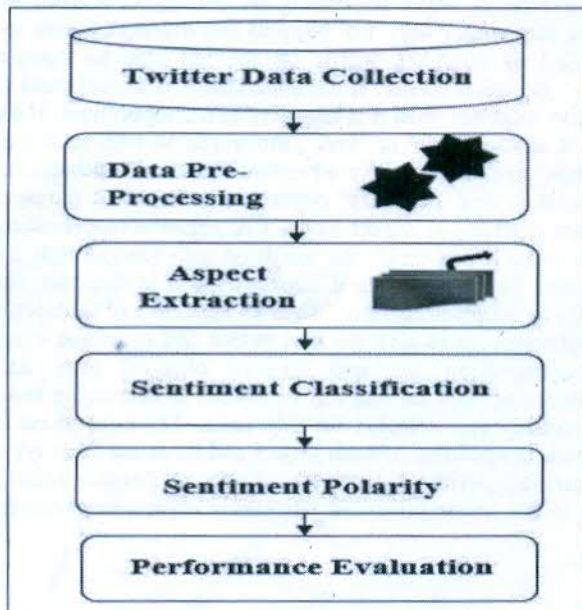 Twitter Data Collection
Data Pre-
Processing
Aspect
Extraction
Sentiment Classification
Sentiment Polarity
Performance Evaluation